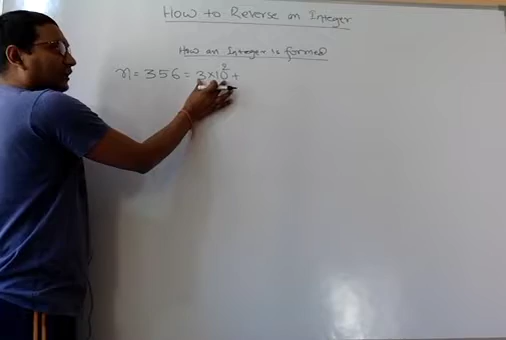 How to Reverse an Integer
How an Integer is formed
n = 356 = 3×10² +